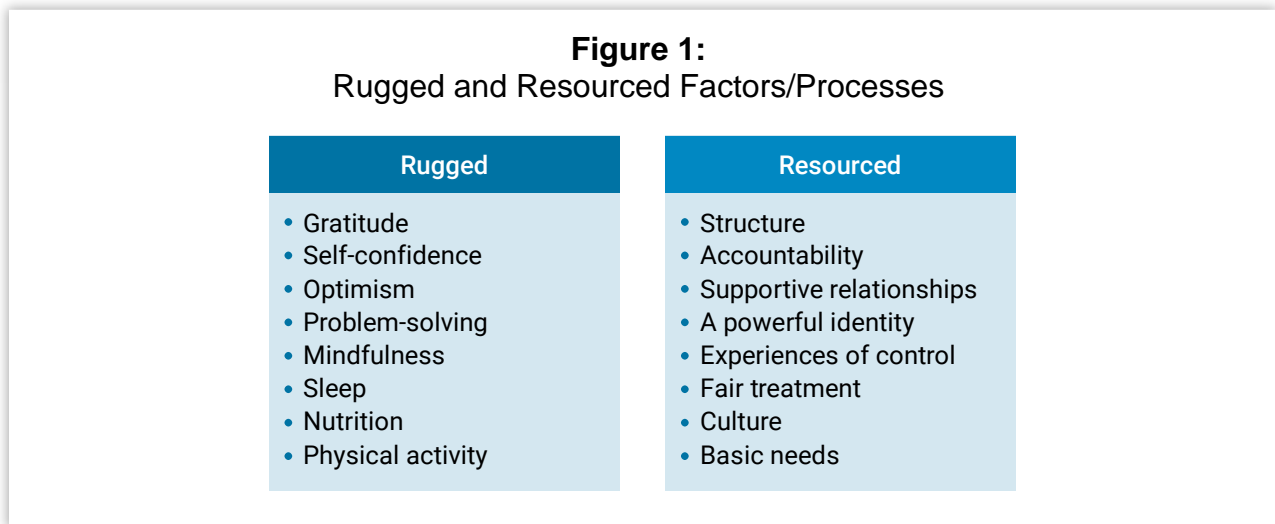 Figure 1:
Rugged and Resourced Factors/Processes
Rugged
• Gratitude
• Self-confidence
• Optimism
• Problem-solving
• Mindfulness
• Sleep
• Nutrition
• Physical activity
Resourced
• Structure
• Accountability
• Supportive relationships
• A powerful identity
• Experiences of control
• Fair treatment
• Culture
• Basic needs